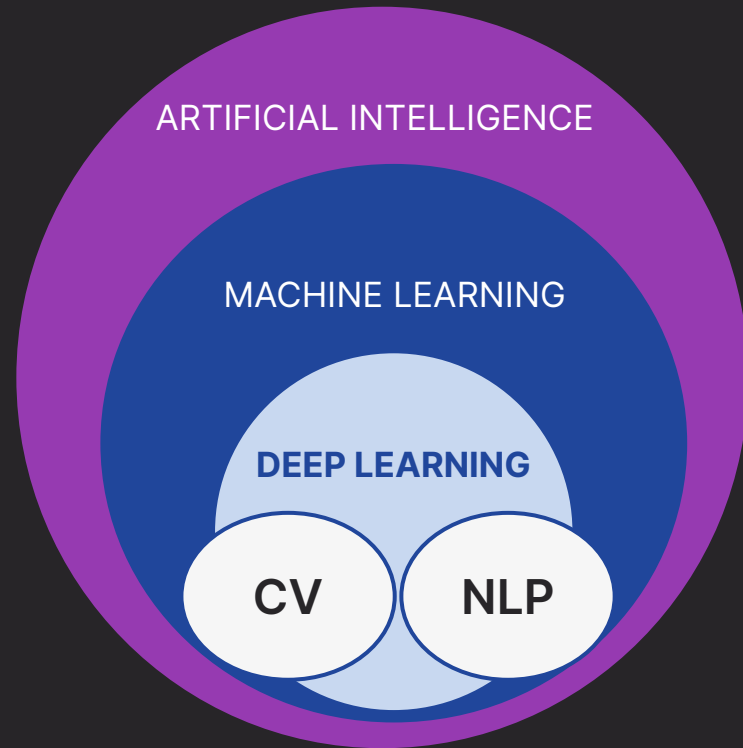 ARTIFICIAL INTELLIGENCE
MACHINE LEARNING
DEEP LEARNING
CV
NLP